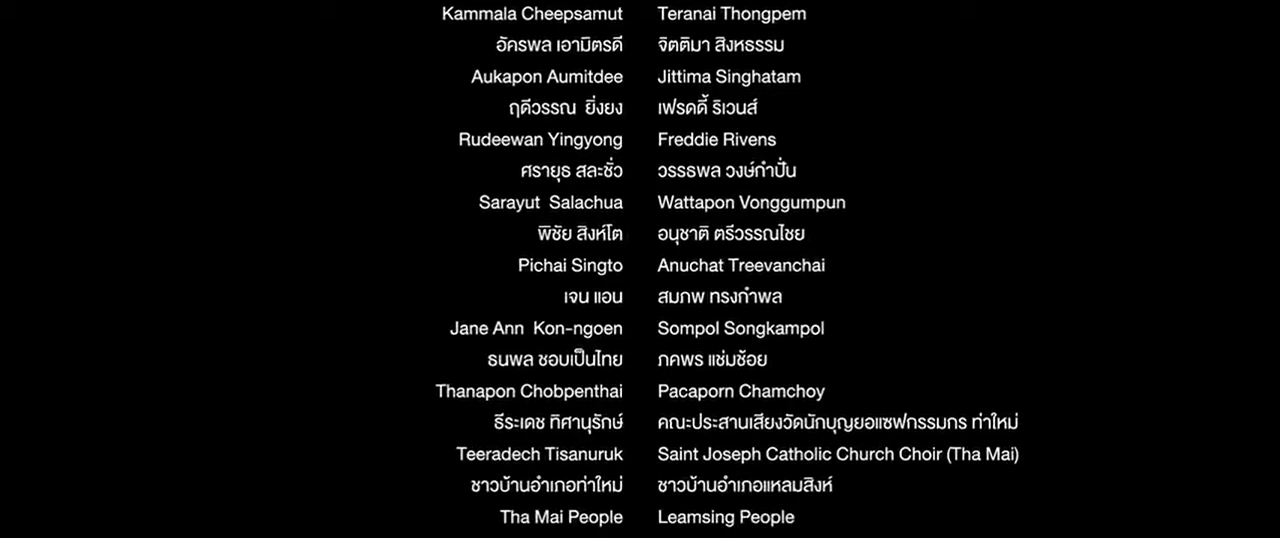 Kammala Cheepsamut Teranai Thongpem
อัครพล เอามิตรดี จิตติมา สิงหธรรม
Aukapon Aumitdee Jittima Singhatam
ฤดีวรรณ ยิ่งยง เฟรดดี้ ริเวนส์
Rudeewan Yingyong Freddie Rivens
ศรายุธ สละชั่ว วรรธพล วงษ์กำปั่น
Sarayut Salachua Wattapon Vonggumpun
พิชัย สิงห์โต อนุชาติ ตรีวรรณไชย
Pichai Singto Anuchat Treevanchai
เจน แอน สมภพ ทรงกำพล
Jane Ann Kon-ngoen Sompol Songkampol
ธนพล ชอบเป็นไทย ภคพร แช่มช้อย
Thanapon Chobpenthai Pacaporn Chamchoy
ธีระเดช ทิศานุรักษ์ คณะประสานเสียงวัดนักบุญยอแซฟกรรมกร ท่าใหม่
Teeradech Tisanuruk Saint Joseph Catholic Church Choir (Tha Mai)
ชาวบ้านอำเภอท่าใหม่ ชาวบ้านอำเภอแหลมสิงห์
Tha Mai People Leamsing People